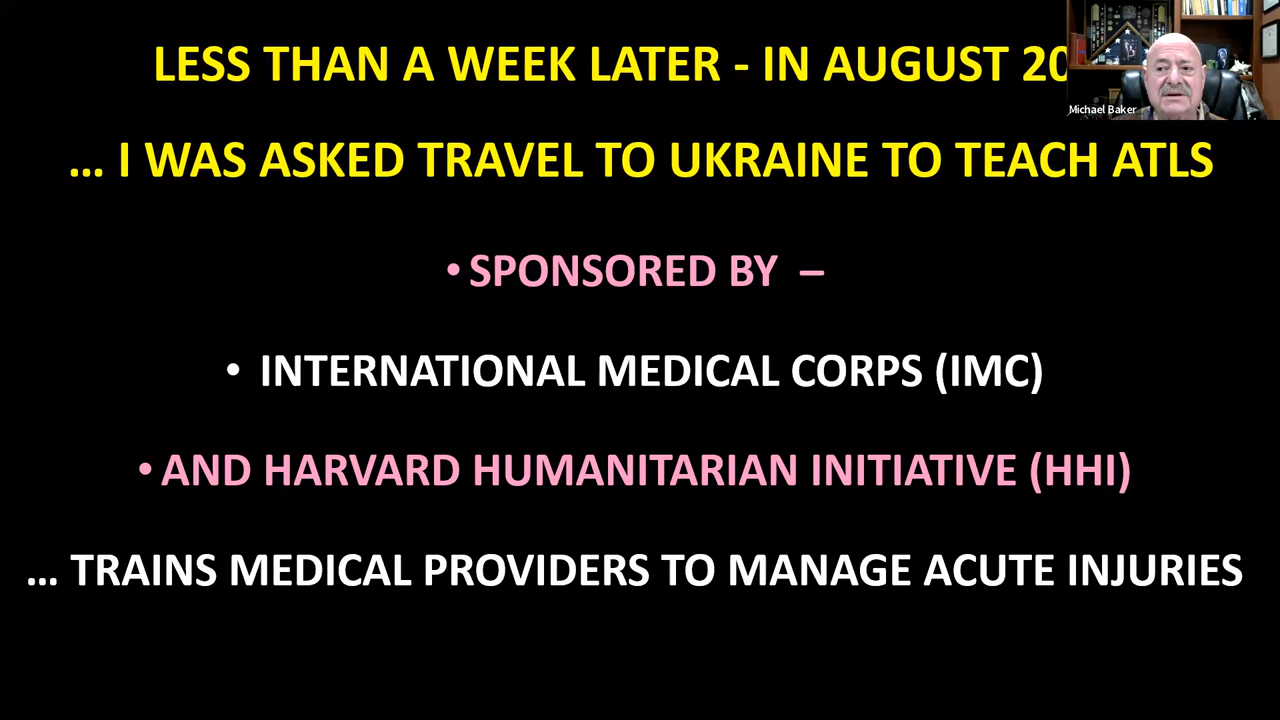 LESS THAN A WEEK LATER - IN AUGUST
Michael Baker
… I WAS ASKED TRAVEL TO UKRAINE TO TEACH ATLS
• SPONSORED BY –
• INTERNATIONAL MEDICAL CORPS (IMC)
• AND HARVARD HUMANITARIAN INITIATIVE (HHI)
… TRAINS MEDICAL PROVIDERS TO MANAGE ACUTE INJURIES